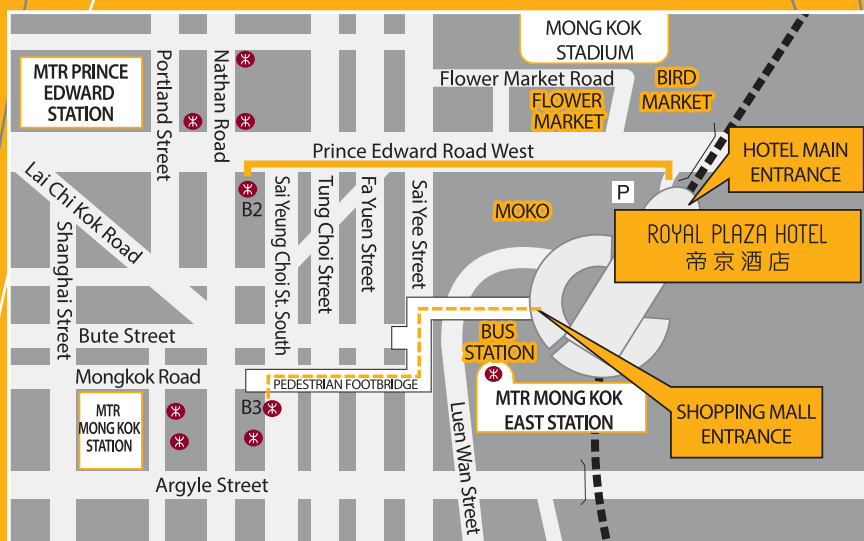 MONG KOK
STADIUM
MTR PRINCE
EDWARD
STATION
Portland Street
Nathan Road
Flower Market Road
BIRD
MARKET
FLOWER
MARKET
Prince Edward Road West
HOTEL MAIN
ENTRANCE
Lai Chi Kok Road
B2
Sai Yeung Choi St. South
Tung Choi Street
Fa Yuen Street
Sai Yee Street
P
MOKO
ROYAL PLAZA HOTEL
帝京酒店
Shanghai Street
Bute Street
BUS
STATION
Mongkok Road
PEDESTRIAN FOOTBRIDGE
MTR MONG KOK
EAST STATION
SHOPPING MALL
ENTRANCE
MTR
MONG KOK
STATION
B3
Luen Wan Street
Argyle Street